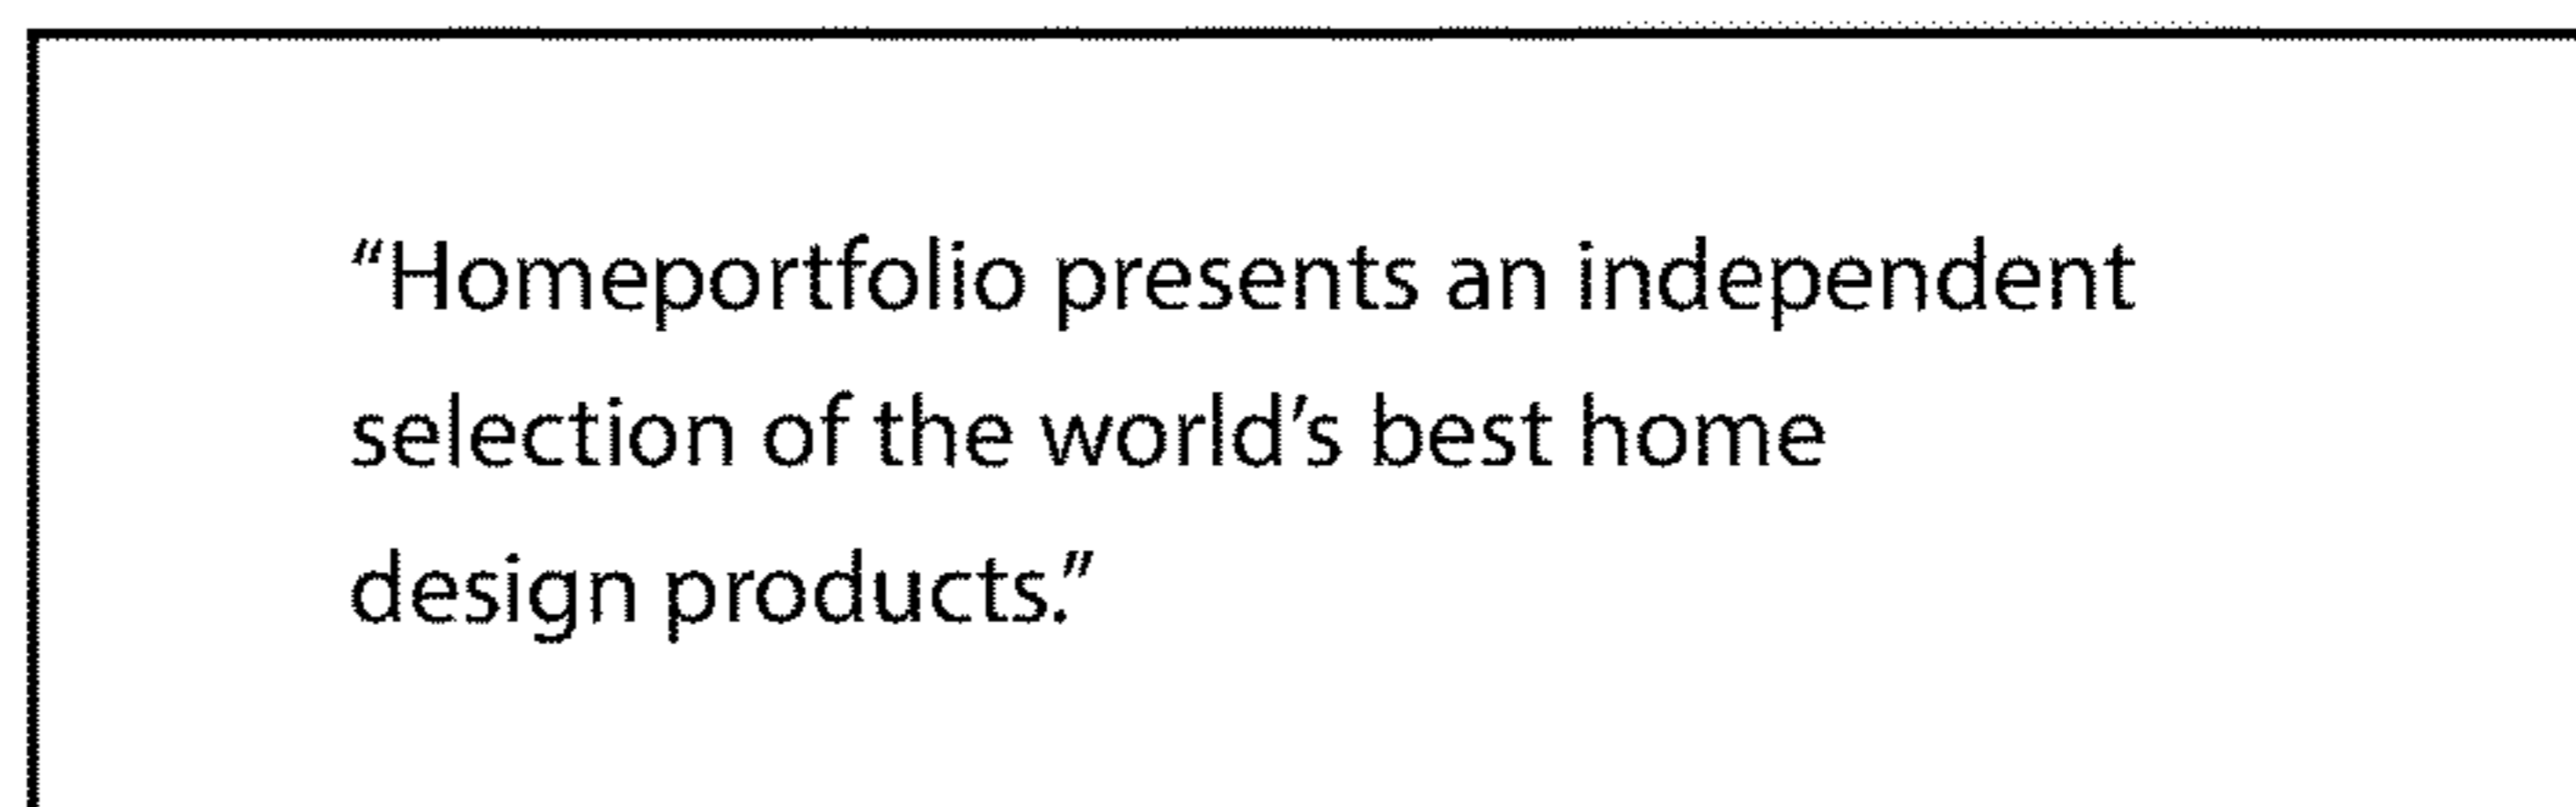 “Homeportfolio presents an independent
selection of the world’s best home
design products.”